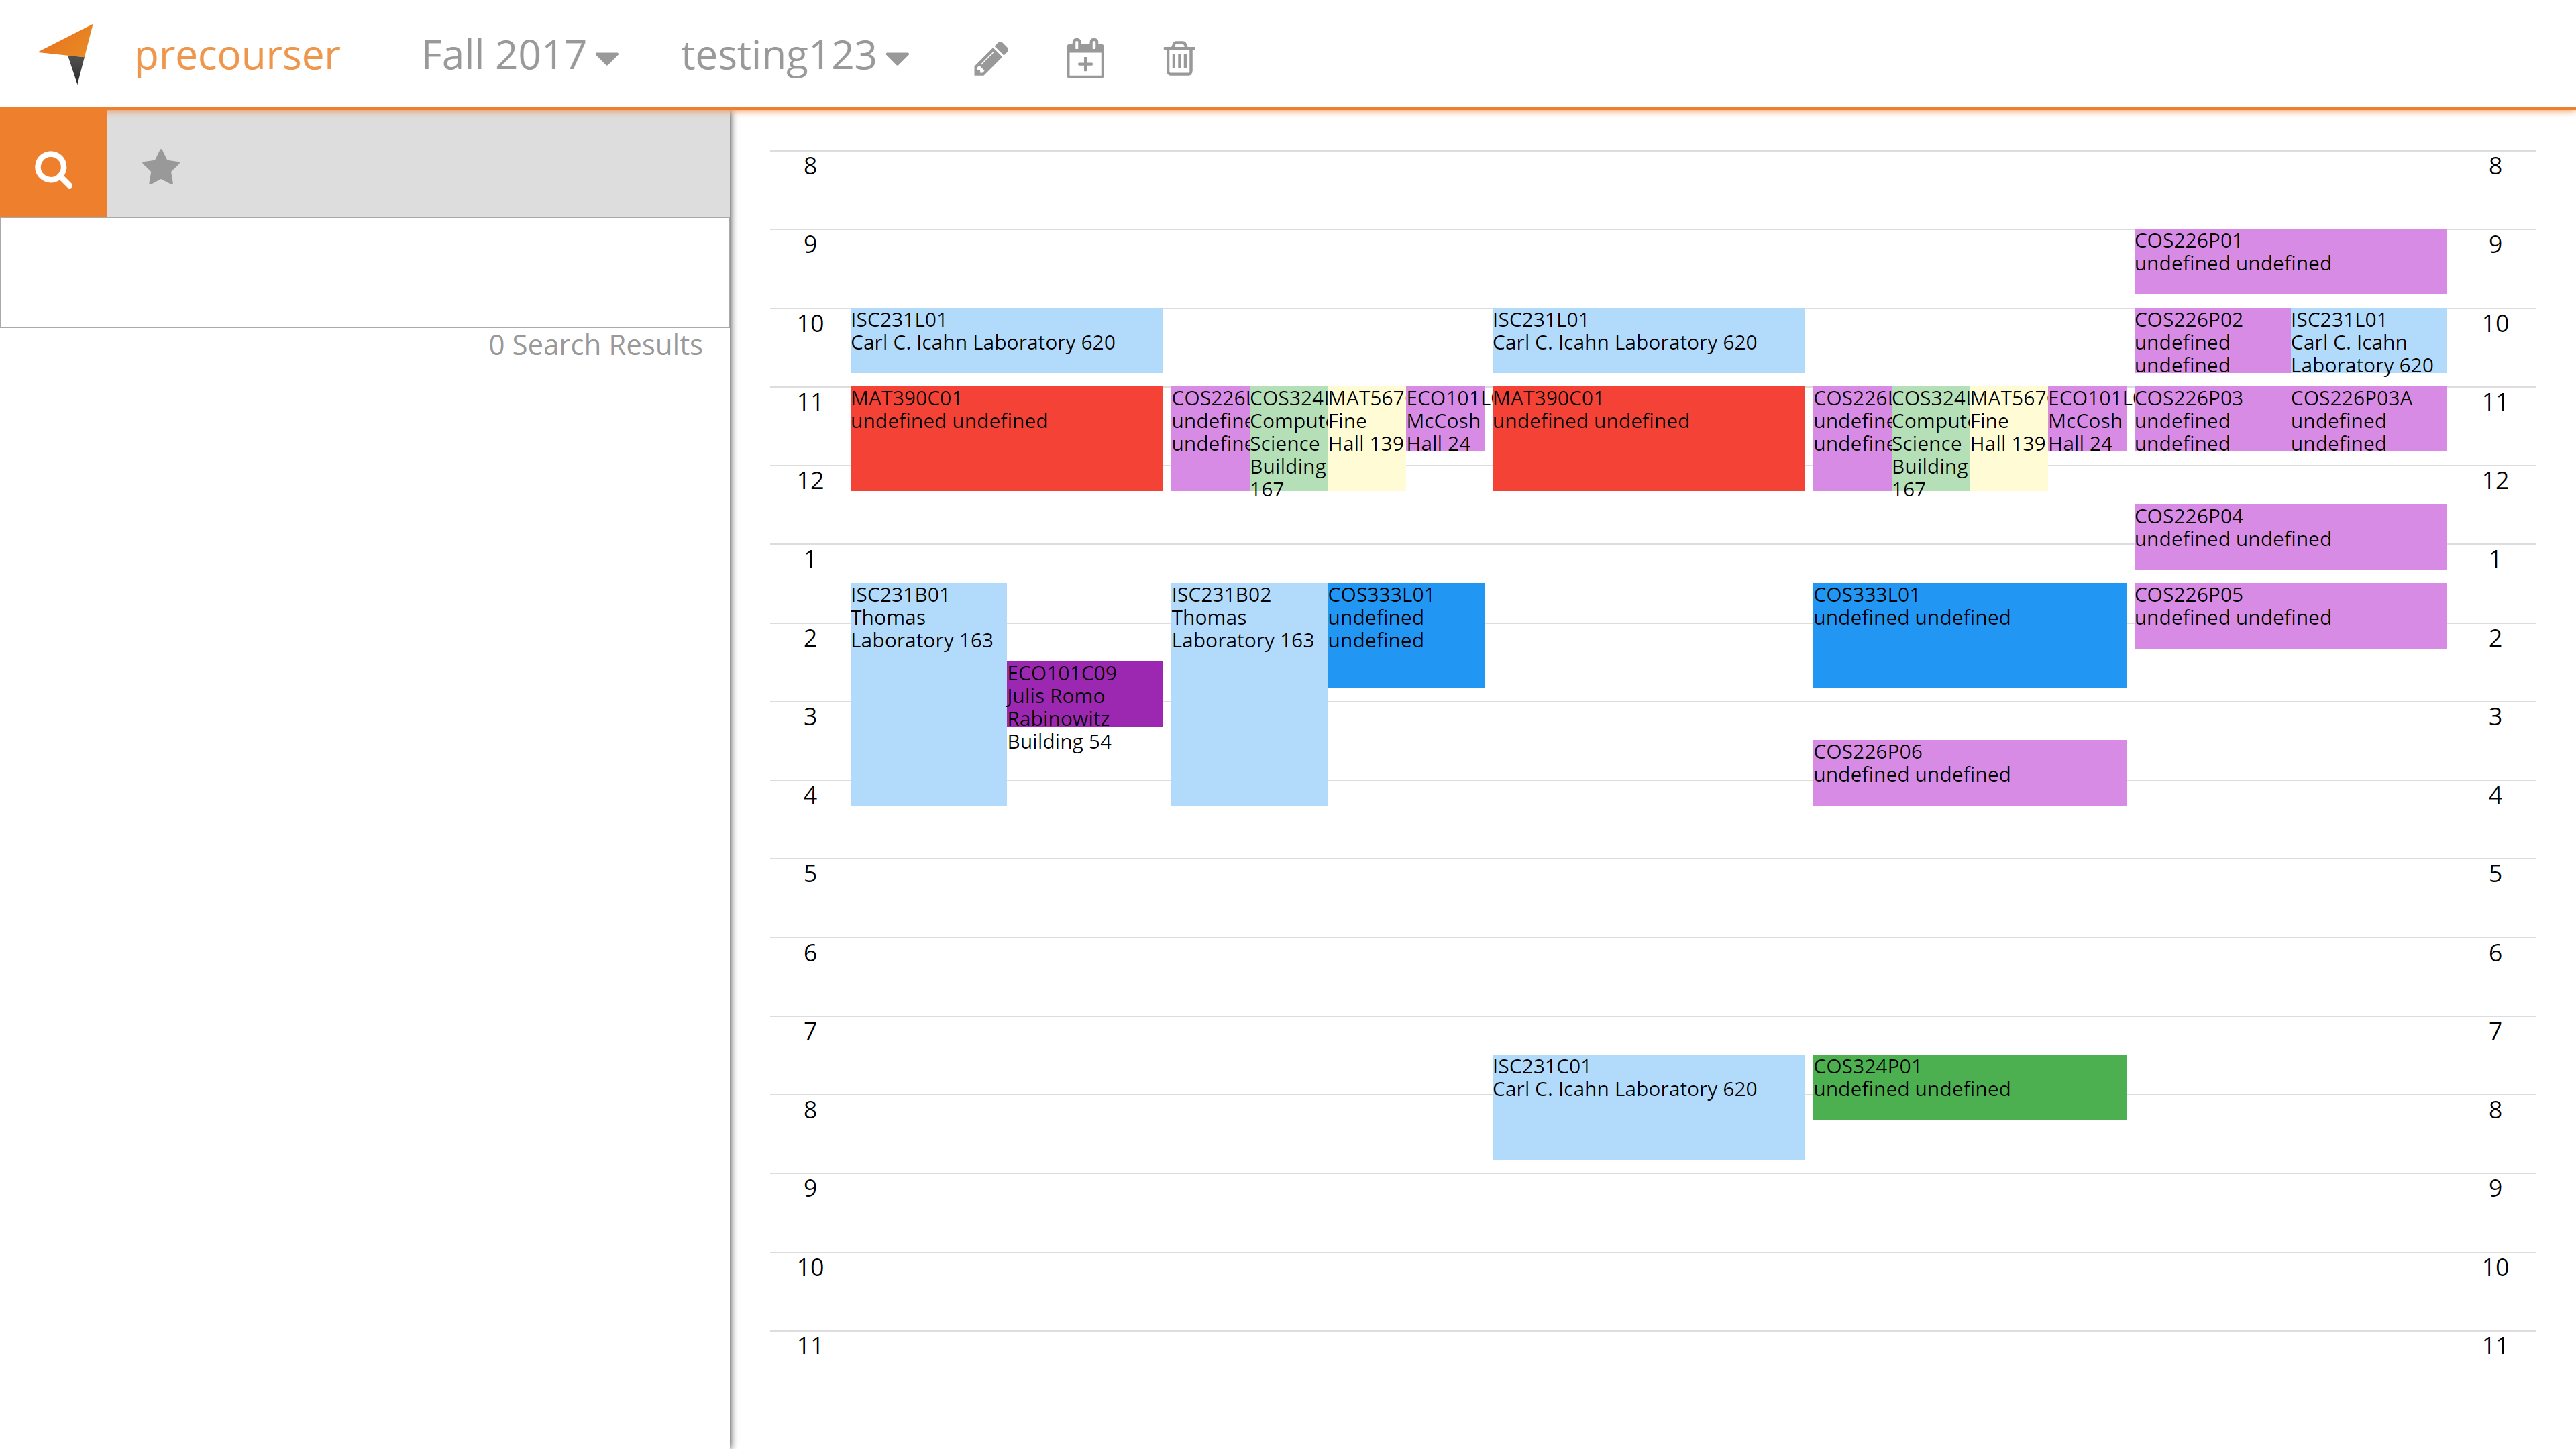 precourser
Fall 2017
testing123
0 Search Results
8
8
9
COS226P01
undefined undefined
9
10
ISC231L01
Carl C. Icahn Laboratory 620
ISC231L01
Carl C. Icahn Laboratory 620
COS226P02
undefined
undefined
ISC231L01
Carl C. Icahn
Laboratory 620
10
11
MAT390C01
undefined undefined
COS226L
undefine
undefine
COS324L
Compute
Science
Building
167
MAT567
Fine
Hall 139
ECO101L
McCosh
Hall 24
MAT390C01
undefined undefined
COS226L
undefine
undefine
COS324L
Compute
Science
Building
167
MAT567
Fine
Hall 139
ECO101L
McCosh
Hall 24
COS226P03
undefined
undefined
COS226P03A
undefined
undefined
11
12
12
COS226P04
undefined undefined
1
1
ISC231B01
Thomas
Laboratory 163
ISC231B02
Thomas
Laboratory 163
COS333L01
undefined
undefined
COS333L01
undefined undefined
COS226P05
undefined undefined
2
2
ECO101C09
Julis Romo
Rabinowitz
Building 54
3
3
COS226P06
undefined undefined
4
4
5
5
6
6
7
7
ISC231C01
Carl C. Icahn Laboratory 620
COS324P01
undefined undefined
8
8
9
9
10
10
11
11